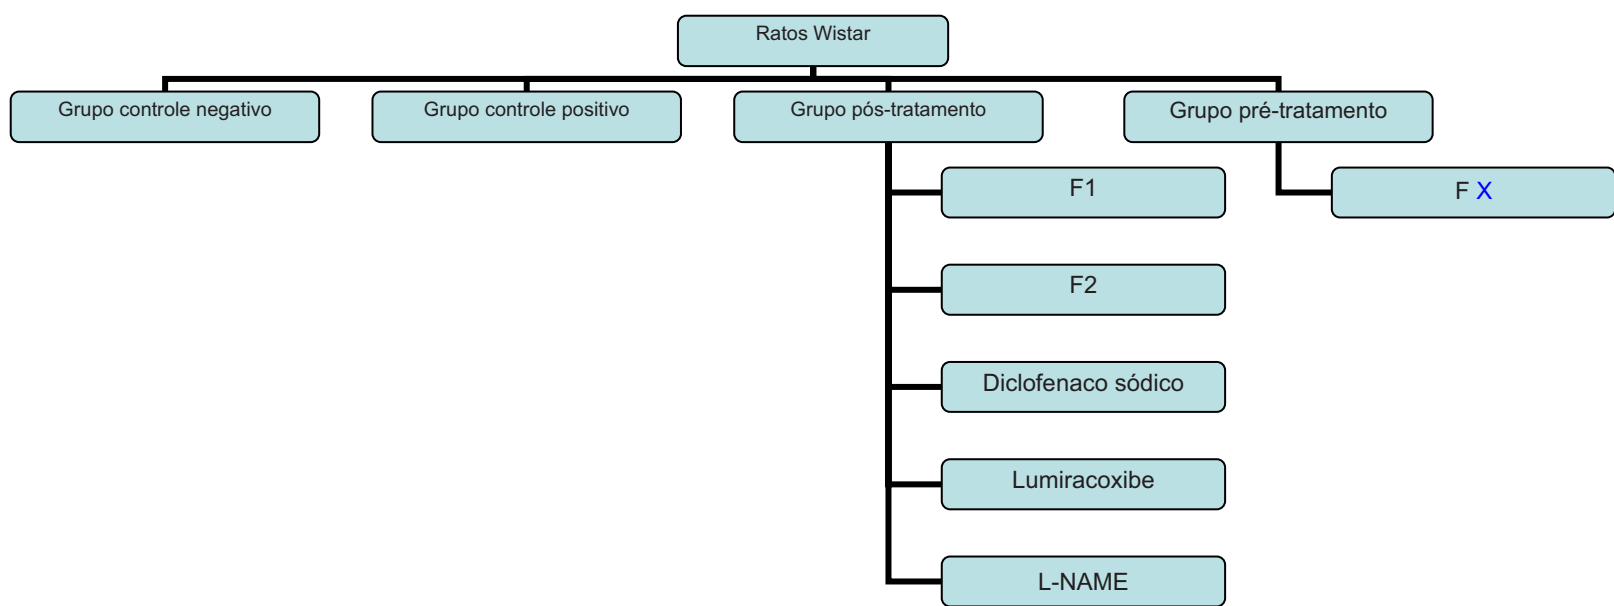 Ratos Wistar
Grupo controle negativo
Grupo controle positivo
Grupo pós-tratamento
Grupo pré-tratamento
F1
F X
F2
Diclofenaco sódico
Lumiracoxibe
L-NAME